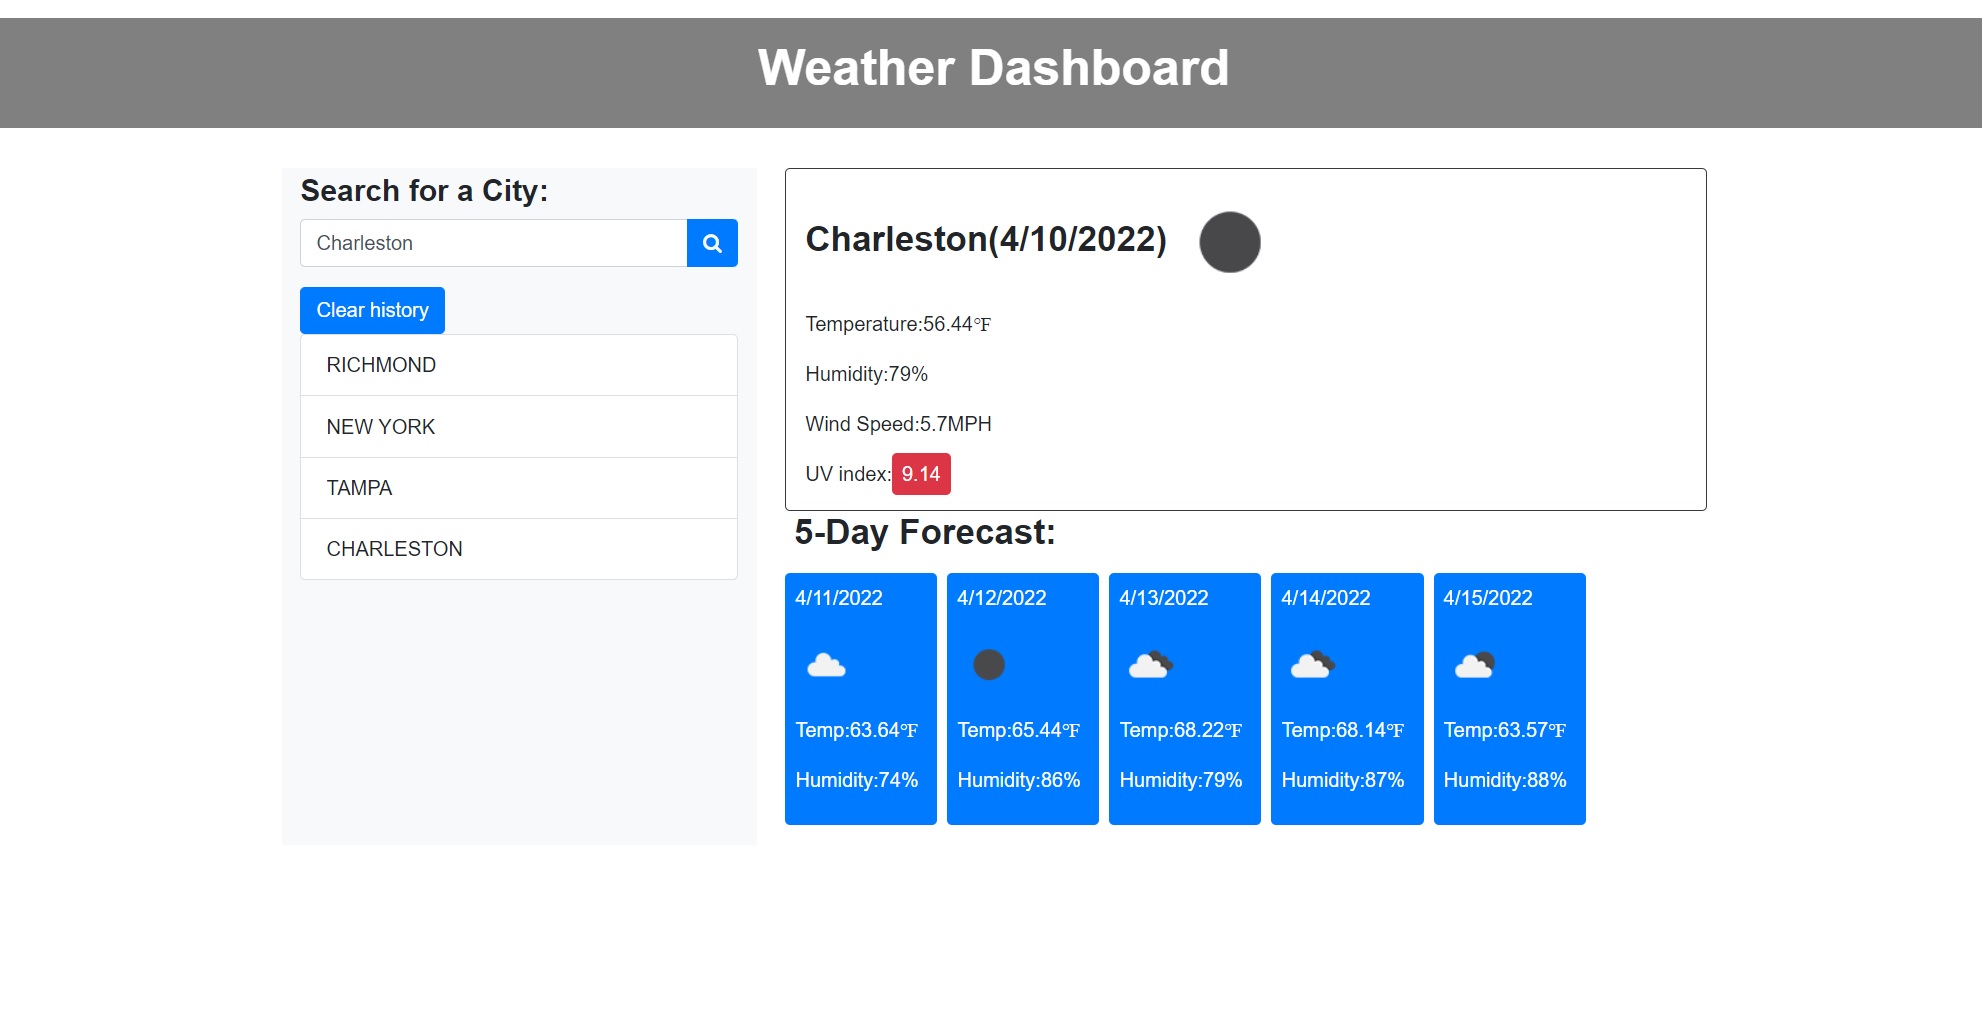 Weather Dashboard
Search for a City:
Charleston
Clear history
RICHMOND
NEW YORK
TAMPA
CHARLESTON
Charleston(4/10/2022)
Temperature:56.44℉
Humidity:79%
Wind Speed:5.7MPH
UV index:9.14
5-Day Forecast:
4/11/2022
Temp:63.64℉
Humidity:74%
4/12/2022
Temp:65.44℉
Humidity:86%
4/13/2022
Temp:68.22℉
Humidity:79%
4/14/2022
Temp:68.14℉
Humidity:87%
4/15/2022
Temp:63.57℉
Humidity:88%